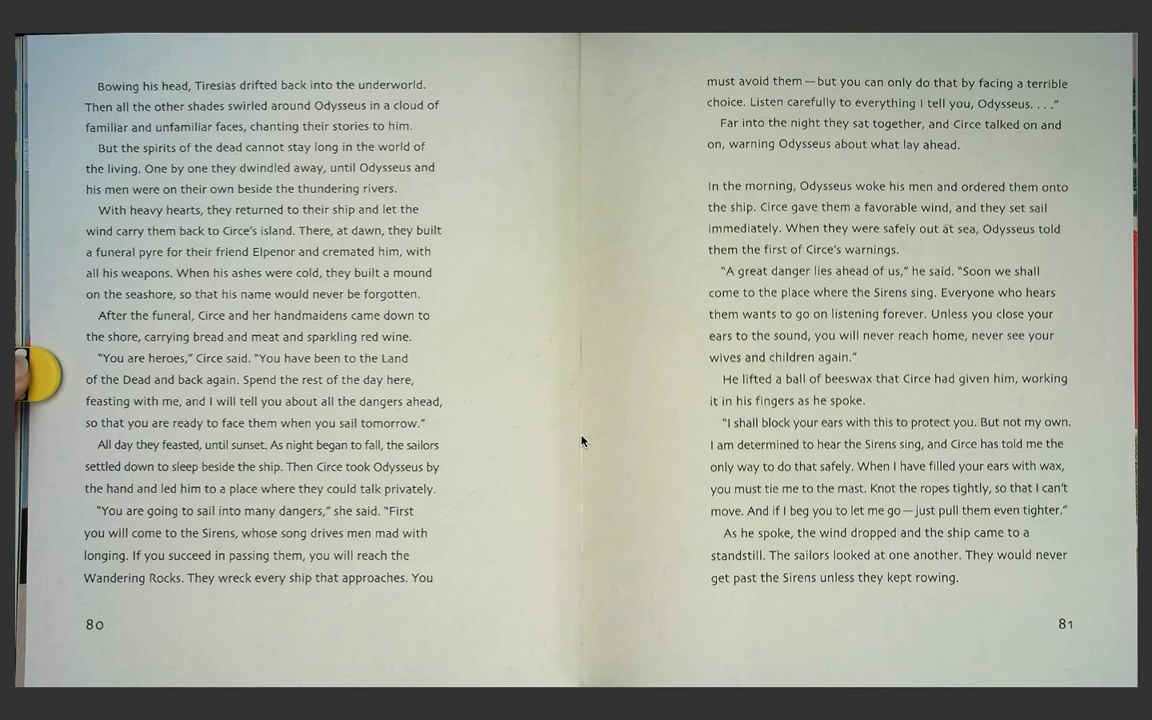 Bowing his head, Tiresias drifted back into the underworld.
Then all the other shades swirled around Odysseus in a cloud of
familiar and unfamiliar faces, chanting their stories to him.
But the spirits of the dead cannot stay long in the world of
the living. One by one they dwindled away, until Odysseus and
his men were on their own beside the thundering rivers.
With heavy hearts, they returned to their ship and let the
wind carry them back to Circe's island. There, at dawn, they built
a funeral pyre for their friend Elpenor and cremated him, with
all his weapons. When his ashes were cold, they built a mound
on the seashore, so that his name would never be forgotten.
After the funeral, Circe and her handmaidens came down to
the shore, carrying bread and meat and sparkling red wine.
"You are heroes," Circe said. "You have been to the Land
of the Dead and back again. Spend the rest of the day here,
feasting with me, and I will tell you about all the dangers ahead,
so that you are ready to face them when you sail tomorrow."
All day they feasted, until sunset. As night began to fall, the sailors
settled down to sleep beside the ship. Then Circe took Odysseus by
the hand and led him to a place where they could talk privately.
"You are going to sail into many dangers," she said. "First
you will come to the Sirens, whose song drives men mad with
longing. If you succeed in passing them, you will reach the
Wandering Rocks. They wreck every ship that approaches. You
80
must avoid them — but you can only do that by facing a terrible
choice. Listen carefully to everything I tell you, Odysseus. . . ."
Far into the night they sat together, and Circe talked on and
on, warning Odysseus about what lay ahead.
In the morning, Odysseus woke his men and ordered them onto
the ship. Circe gave them a favorable wind, and they set sail
immediately. When they were safely out at sea, Odysseus told
them the first of Circe's warnings.
"A great danger lies ahead of us," he said. "Soon we shall
come to the place where the Sirens sing. Everyone who hears
them wants to go on listening forever. Unless you close your
ears to the sound, you will never reach home, never see your
wives and children again."
He lifted a ball of beeswax that Circe had given him, working
it in his fingers as he spoke.
"I shall block your ears with this to protect you. But not my own.
I am determined to hear the Sirens sing, and Circe has told me the
only way to do that safely. When I have filled your ears with wax,
you must tie me to the mast. Knot the ropes tightly, so that I can't
move. And if I beg you to let me go — just pull them even tighter."
As he spoke, the wind dropped and the ship came to a
standstill. The sailors looked at one another. They would never
get past the Sirens unless they kept rowing.
81